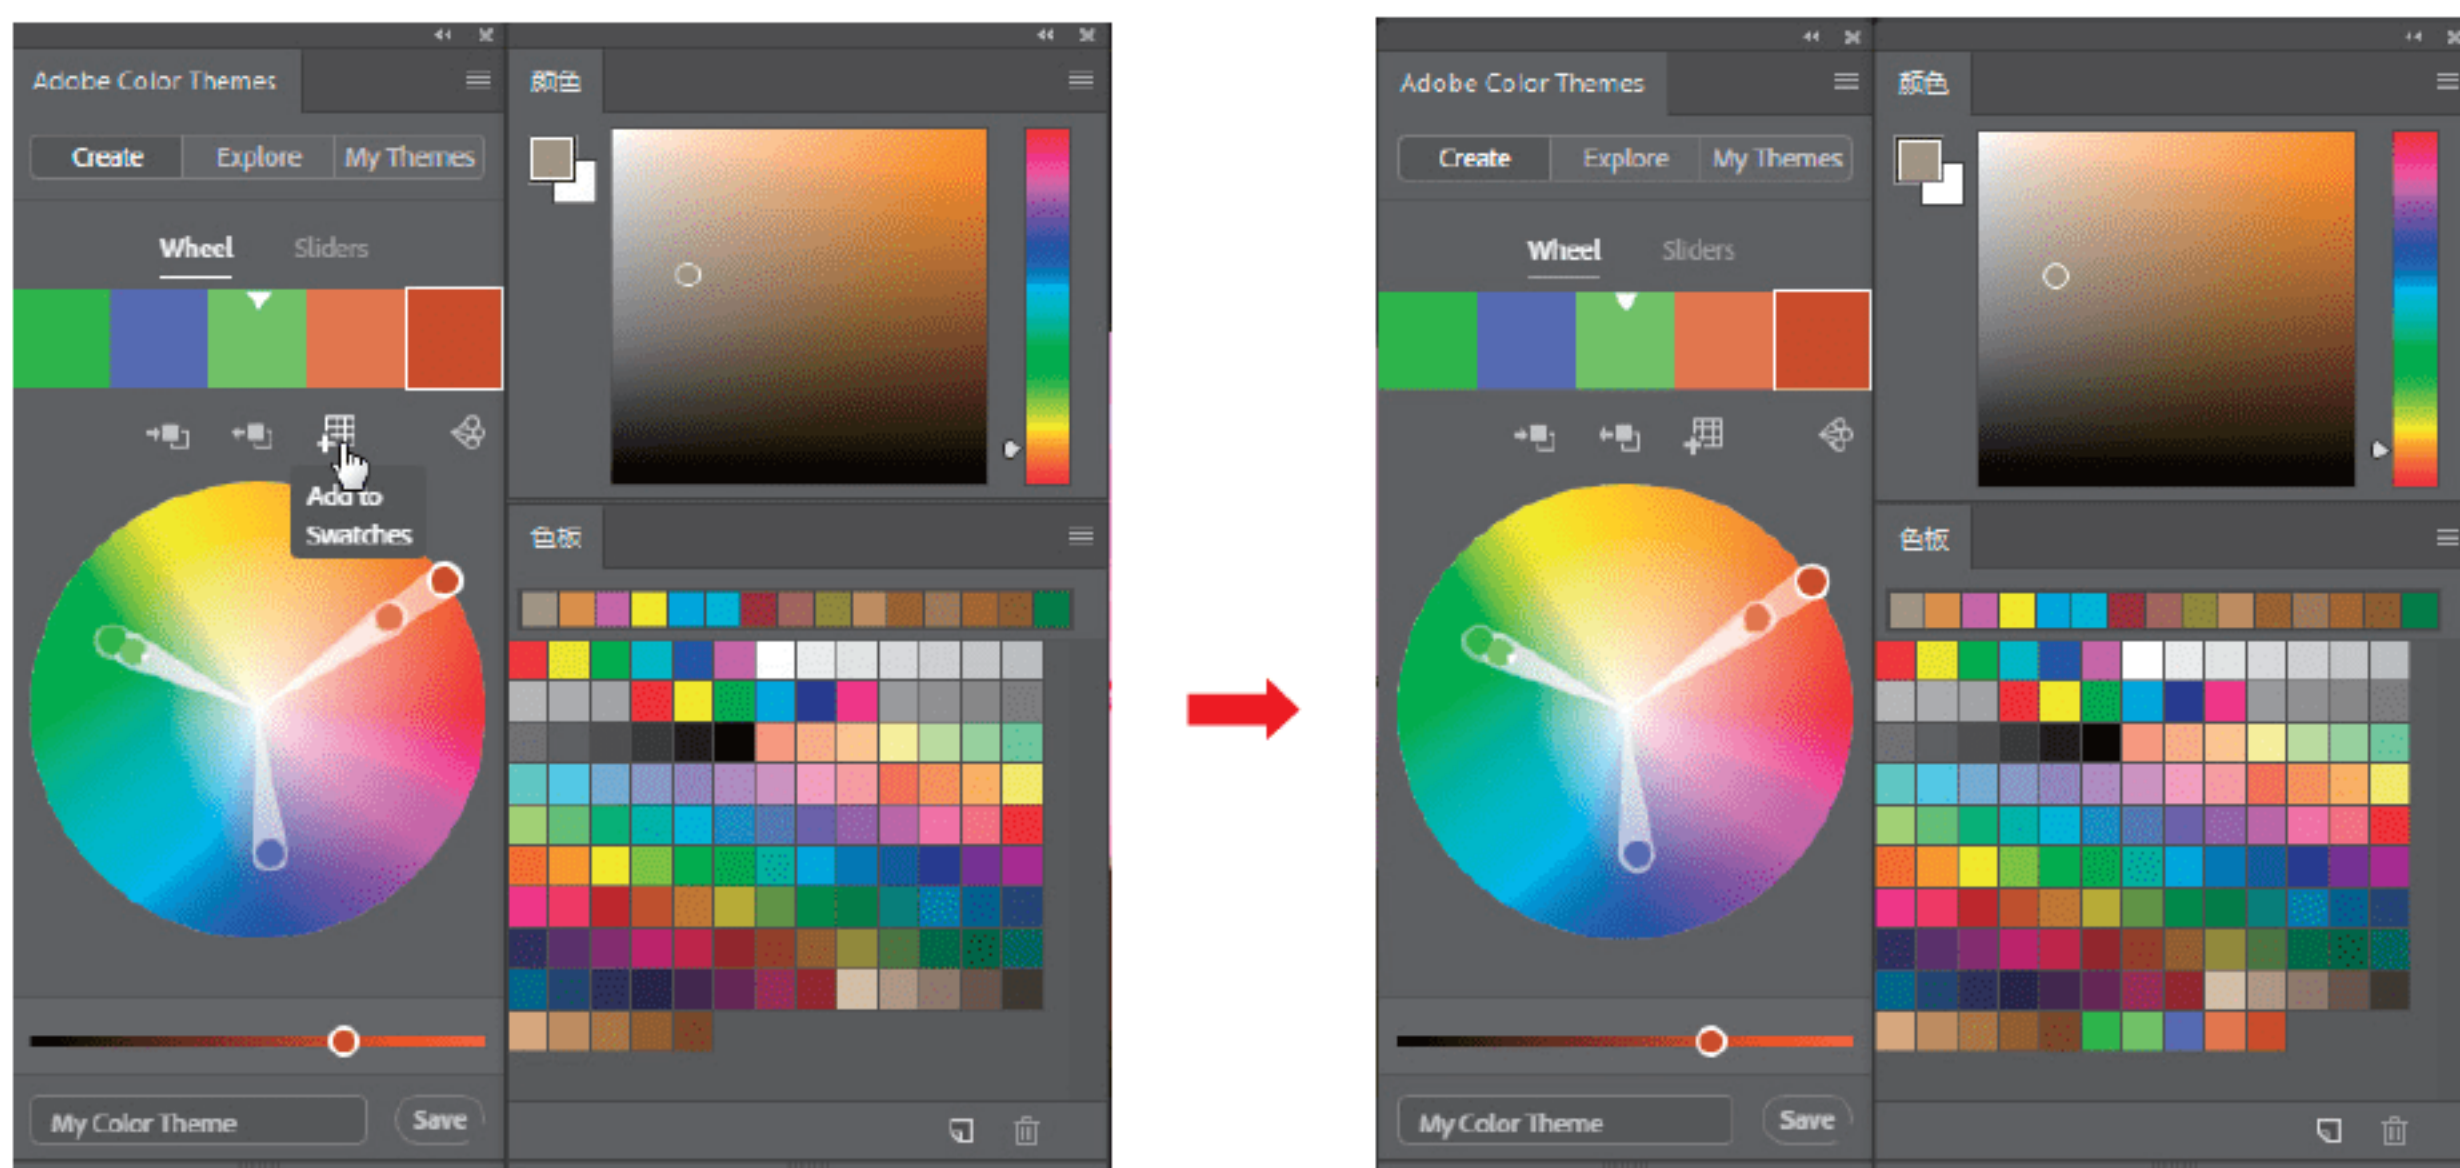 Adobe Color Themes
颜色
Create Explore My Themes
Wheel Sliders
Add to
Swatches
色板
My Color Theme Save
Adobe Color Themes
颜色
Create Explore My Themes
Wheel Sliders
色板
My Color Theme Save